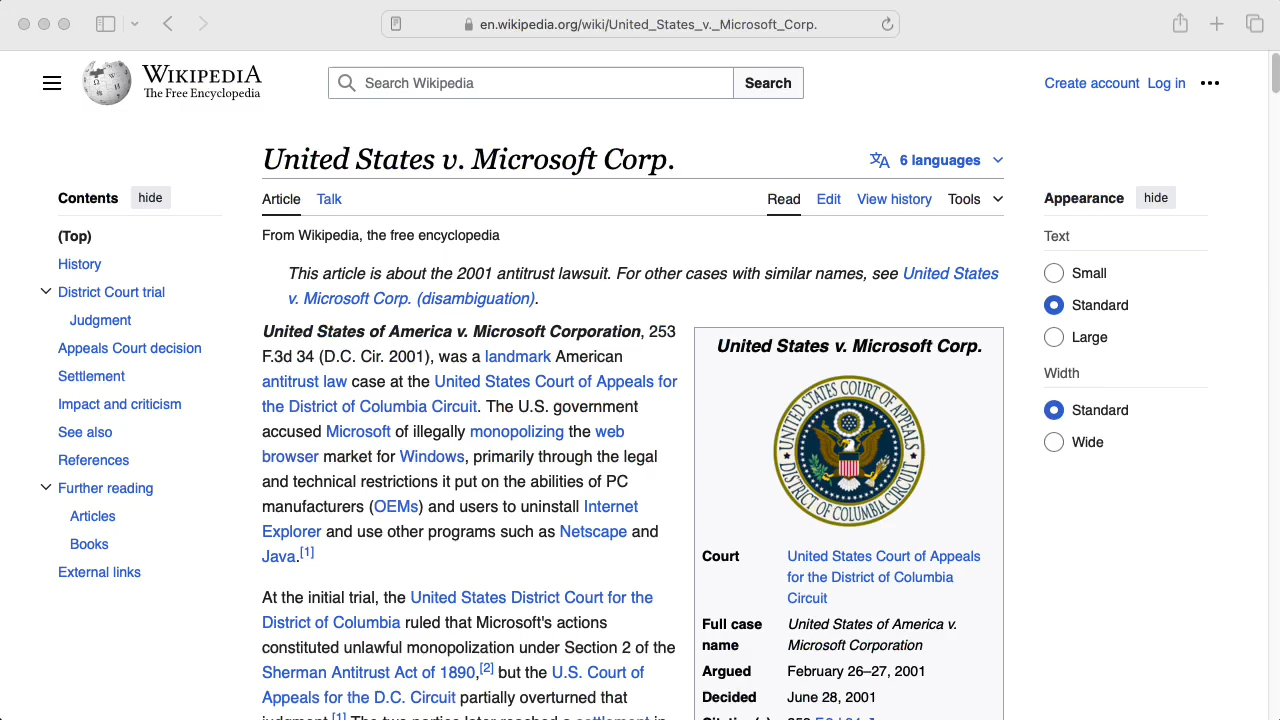 en.wikipedia.org/wiki/United_States_v._Microsoft_Corp.
WIKIPEDIA
The Free Encyclopedia
Search Wikipedia
Search
Create account
Log in
United States v. Microsoft Corp.
6 languages
Article
Talk
Read
Edit
View history
Tools
From Wikipedia, the free encyclopedia
Contents
hide
(Top)
History
District Court trial
Judgment
Appeals Court decision
Settlement
Impact and criticism
See also
References
Further reading
Articles
Books
External links
This article is about the 2001 antitrust lawsuit. For other cases with similar names, see United States
v. Microsoft Corp. (disambiguation).
United States of America v. Microsoft Corporation, 253
F.3d 34 (D.C. Cir. 2001), was a landmark American
antitrust law case at the United States Court of Appeals for
the District of Columbia Circuit. The U.S. government
accused Microsoft of illegally monopolizing the web
browser market for Windows, primarily through the legal
and technical restrictions it put on the abilities of PC
manufacturers (OEMs) and users to uninstall Internet
Explorer and use other programs such as Netscape and
Java.[1]
At the initial trial, the United States District Court for the
District of Columbia ruled that Microsoft's actions
constituted unlawful monopolization under Section 2 of the
Sherman Antitrust Act of 1890,[2] but the U.S. Court of
Appeals for the D.C. Circuit partially overturned that
judgment.[1] The two parties later reached a settlement in
United States v. Microsoft Corp.
UNITED STATES COURT OF APPEALS
DISTRICT OF COLUMBIA CIRCUIT
Court
United States Court of Appeals
for the District of Columbia
Circuit
Full case
name
United States of America v.
Microsoft Corporation
Argued
February 26–27, 2001
Decided
June 28, 2001
Appearance
hide
Text
Small
Standard
Large
Width
Standard
Wide